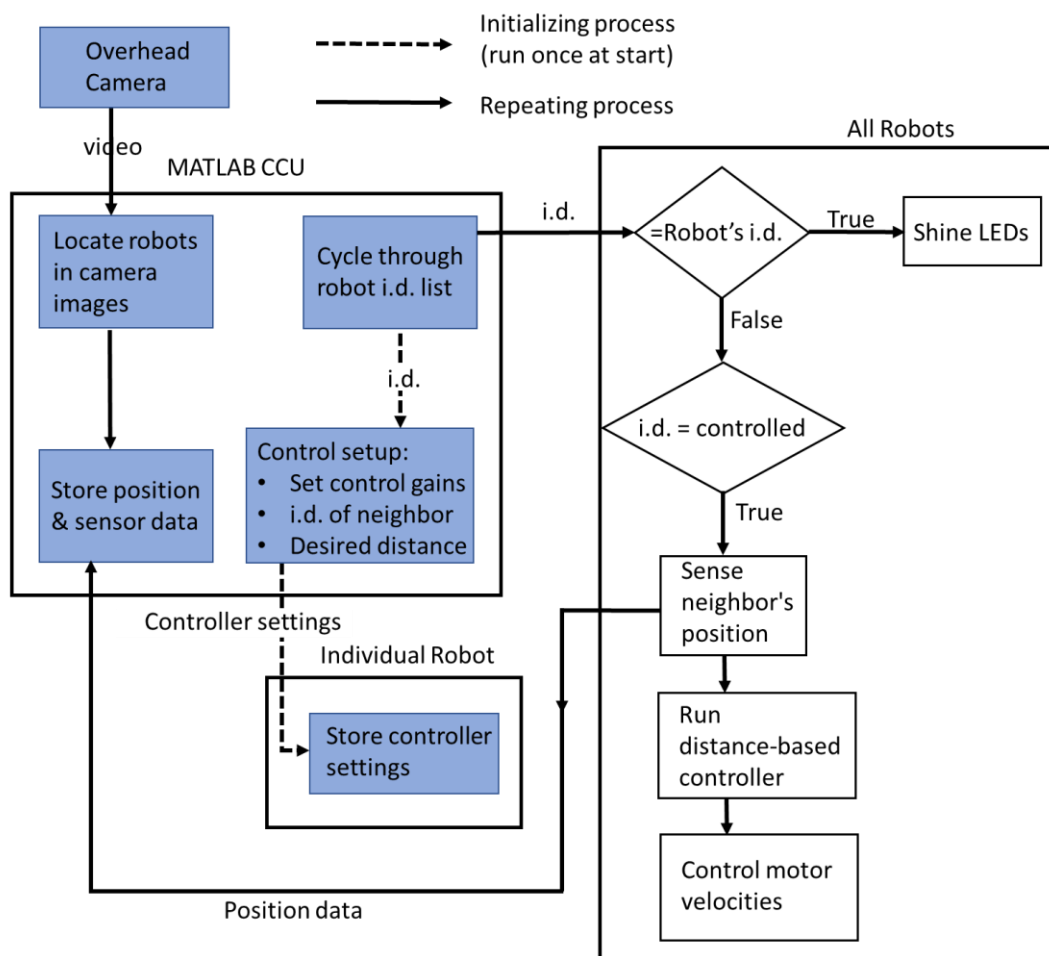 Overhead
Camera
Initializing process
(run once at start)
Repeating process
video
MATLAB CCU
All Robots
Locate robots
in camera
images
Cycle through
robot i.d. list
i.d.
=Robot's i.d.
True
Shine LEDs
False
i.d.
i.d. = controlled
Store position
& sensor data
Control setup:
• Set control gains
• i.d. of neighbor
• Desired distance
True
Sense
neighbor's
position
Controller settings
Individual Robot
Store controller
settings
Run
distance-based
controller
Control motor
velocities
Position data